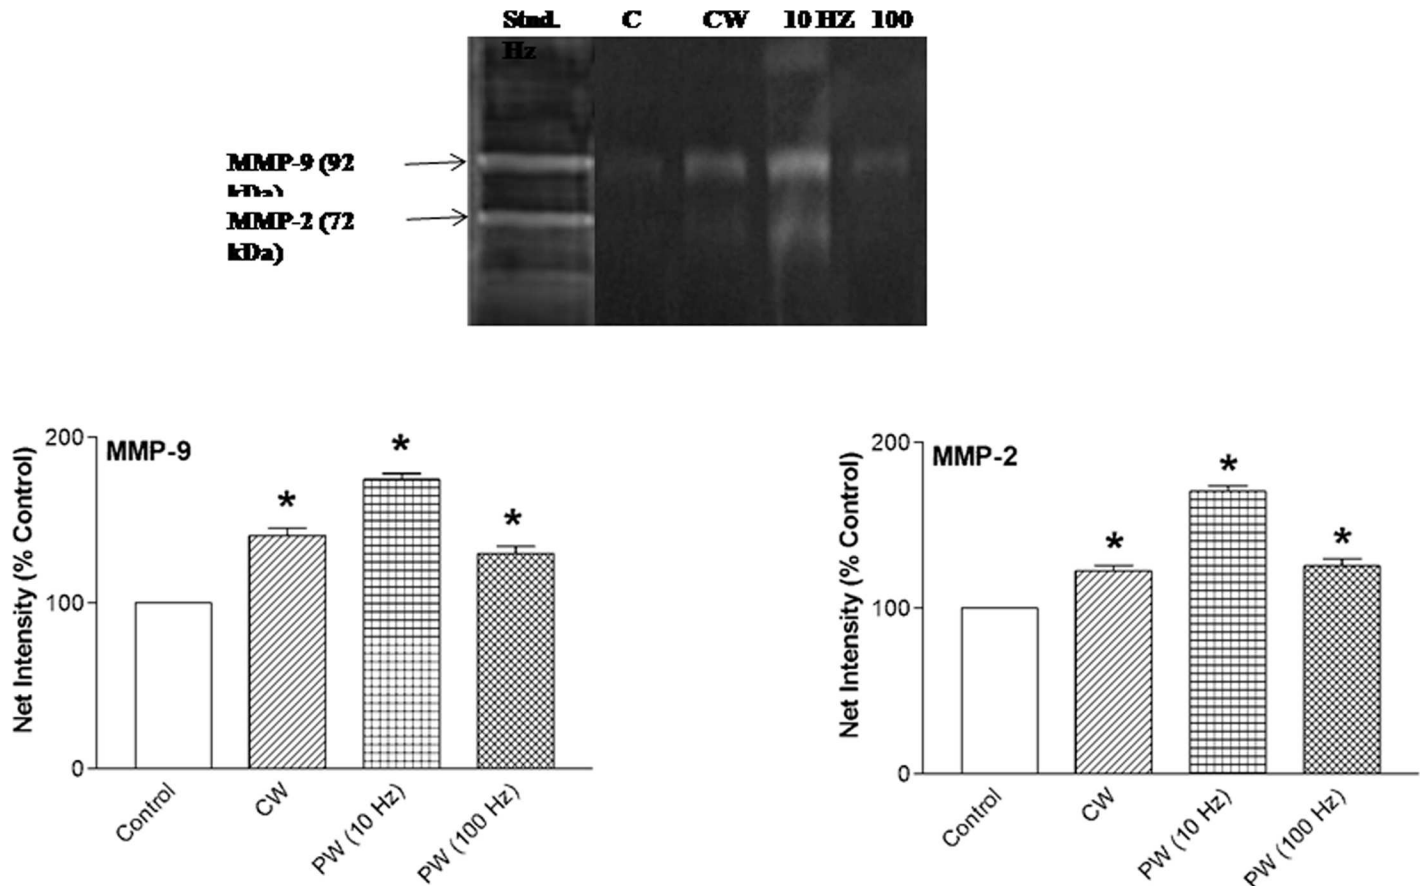 Stnd. C CW 10 HZ 100
Hz
MMP-9 (92
kDa)
MMP-2 (72
kDa)
MMP-9
200
100
0
Net Intensity (% Control)
* * *
Control CW PW (10 Hz) PW (100 Hz)
MMP-2
200
100
0
Net Intensity (% Control)
* * *
Control CW PW (10 Hz) PW (100 Hz)